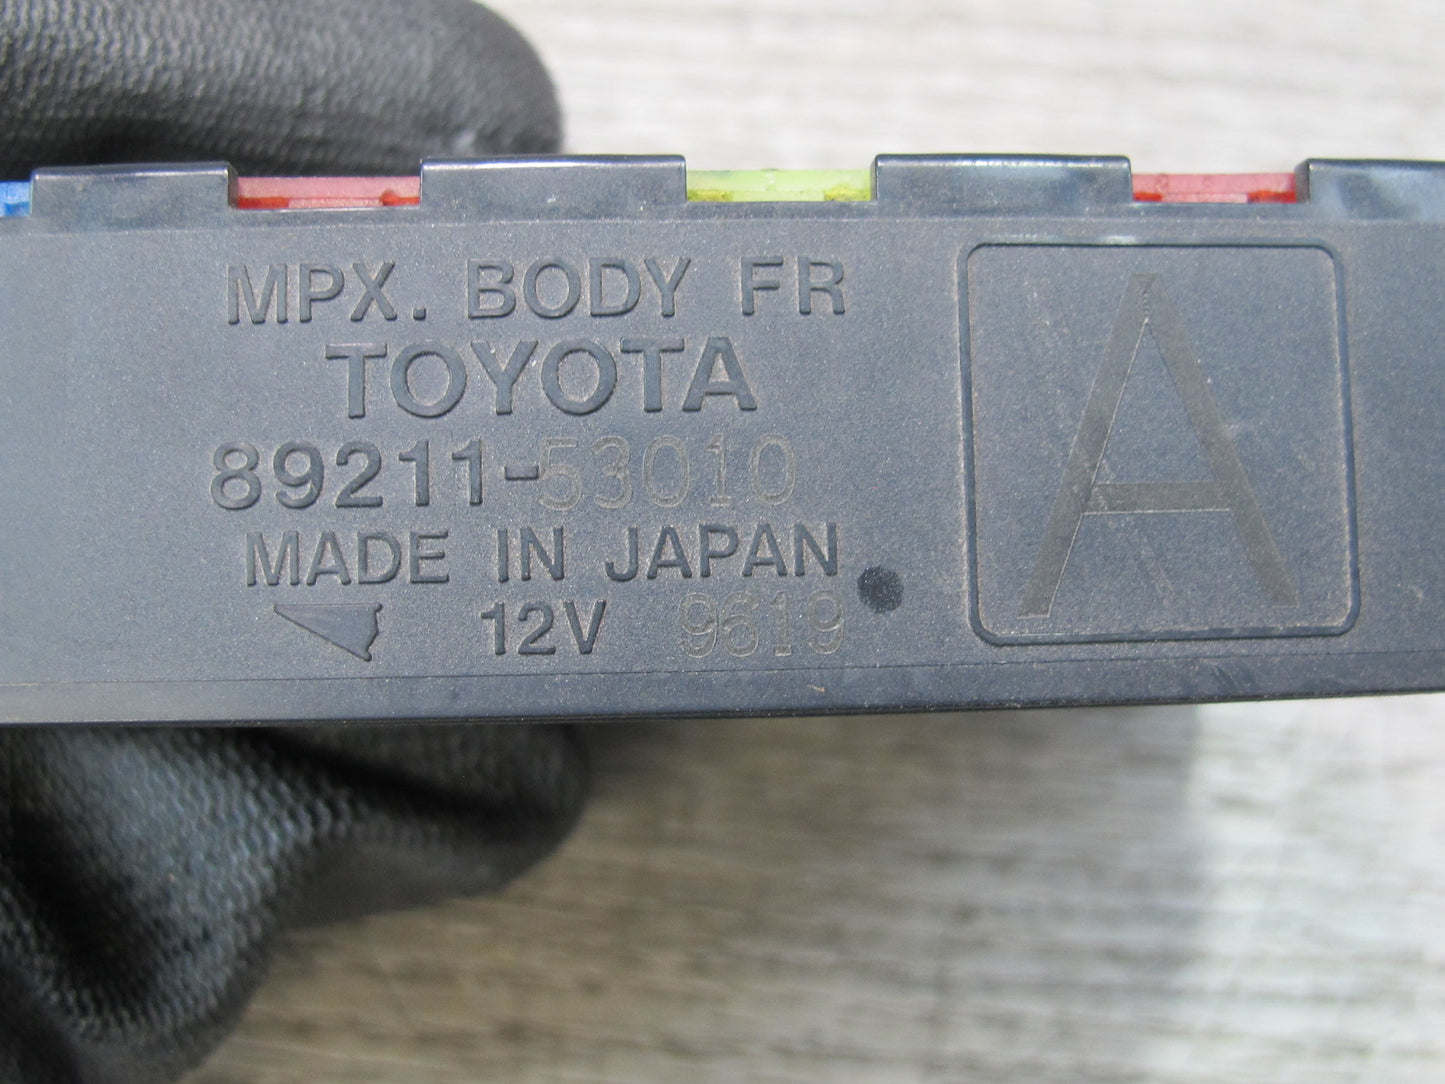 MPX. BODY FR
TOYOTA
89211-53010
MADE IN JAPAN
12V 9619
A